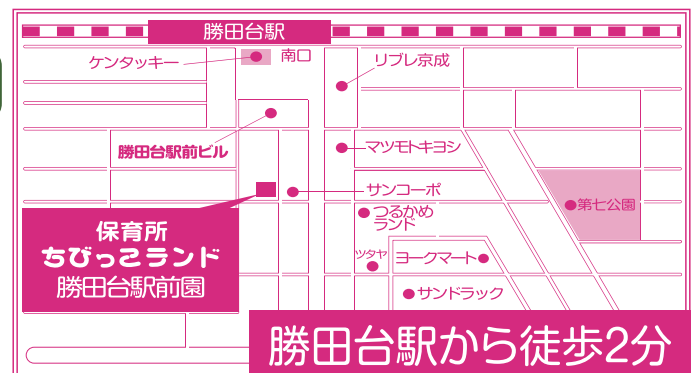 勝田台駅
ケンタッキー
南口
リブレ京成
勝田台駅前ビル
マツモトキヨシ
サンコーポ
第七公園
つるかめ
ランド
保育所
ちびっこランド
勝田台駅前園
ツタヤ
ヨークマート
サンドラック
勝田台駅から徒歩2分